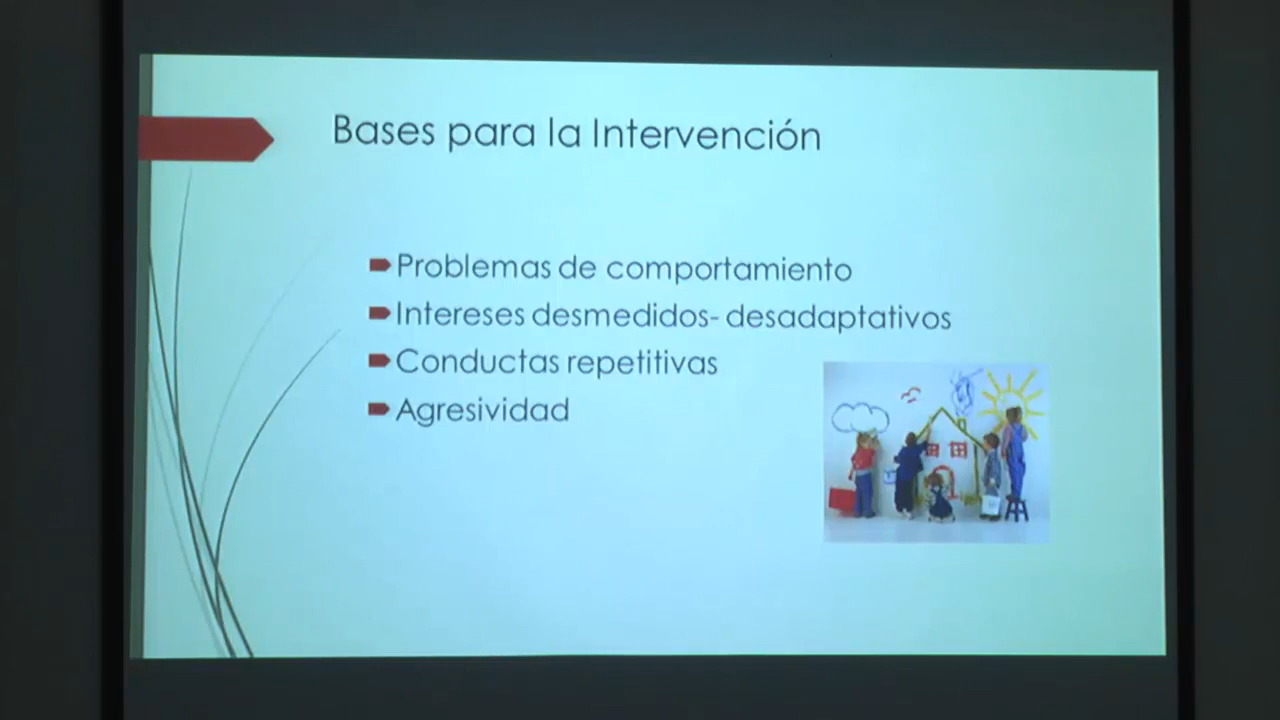 Bases para la Intervención
Problemas de comportamiento
Intereses desmedidos- desadaptativos
Conductas repetitivas
Agresividad